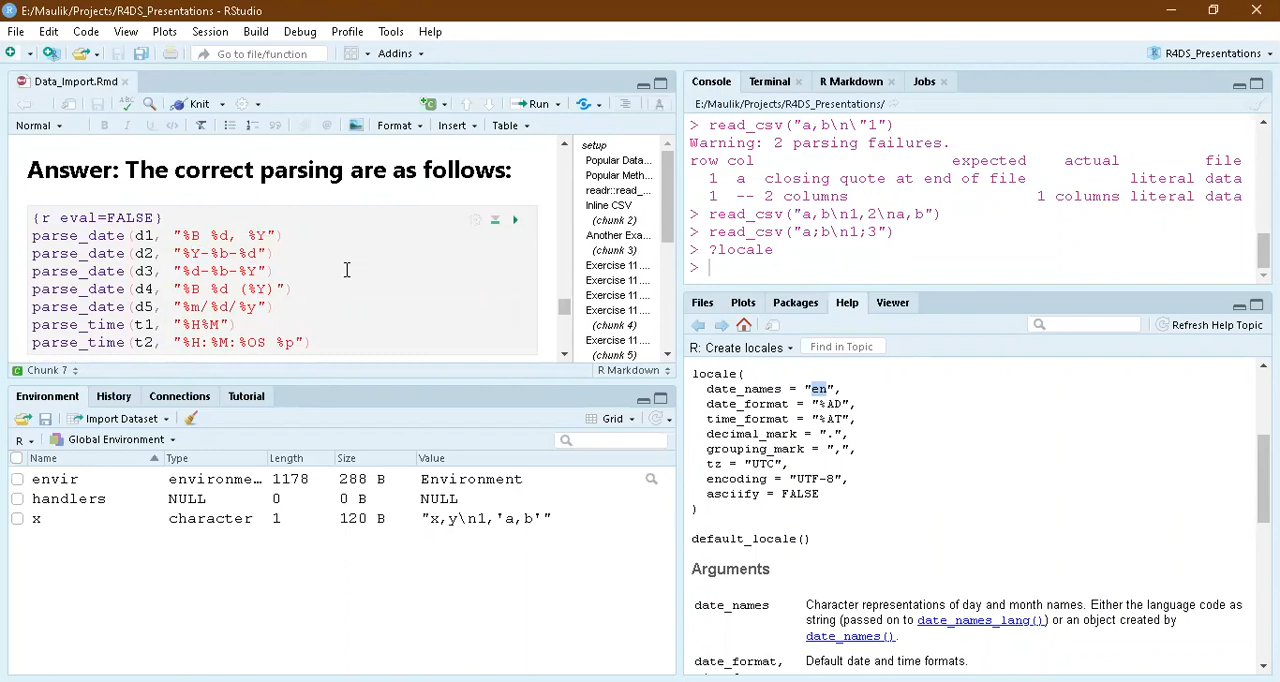 E:/Maulik/Projects/R4DS_Presentations - RStudio
File Edit Code View Plots Session Build Debug Profile Tools Help
Go to file/function Addins R4DS_Presentations
Data_Import.Rmd
ABC Knit Run
Normal B I U Format Insert Table
Answer: The correct parsing are as follows:
{r eval=FALSE}
parse_date(d1, "%B %d, %Y")
parse_date(d2, "%Y-%b-%d")
parse_date(d3, "%d-%b-%Y")
parse_date(d4, "%B %d (%Y)")
parse_date(d5, "%m/%d/%y")
parse_time(t1, "%H%M")
parse_time(t2, "%H:%M:%OS %p")
setup
Popular Data...
Popular Meth...
readr::read_...
Inline CSV
(chunk 2)
Another Exa...
(chunk 3)
Exercise 11....
Exercise 11....
Exercise 11....
Exercise 11....
(chunk 4)
Exercise 11....
(chunk 5)
Chunk 7 R Markdown
Environment History Connections Tutorial
Import Dataset Grid
R Global Environment
Name Type Length Size Value
envir environme... 1178 288 B Environment
handlers NULL 0 0 B NULL
x character 1 120 B "x,y\n1,'a,b'"
Console Terminal R Markdown Jobs
E:/Maulik/Projects/R4DS_Presentations/
> read_csv("a,b\n\"1")
Warning: 2 parsing failures.
row col expected actual file
1 a closing quote at end of file literal data
1 -- 2 columns 1 columns literal data
> read_csv("a,b\n1,2\na,b")
> read_csv("a;b\n1;3")
> ?locale
>
Files Plots Packages Help Viewer
Refresh Help Topic
R: Create locales Find in Topic
locale(
date_names = "en",
date_format = "%AD",
time_format = "%AT",
decimal_mark = ".",
grouping_mark = ",",
tz = "UTC",
encoding = "UTF-8",
asciify = FALSE
)
default_locale()
Arguments
date_names Character representations of day and month names. Either the language code as
string (passed on to date_names_lang()) or an object created by
date_names().
date_format, Default date and time formats.